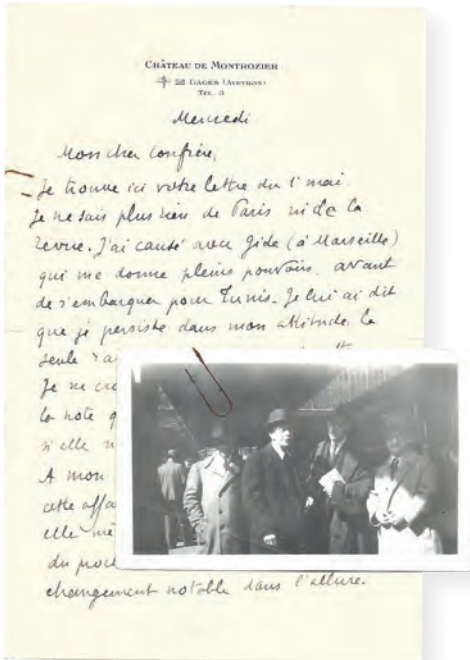 CHÂTEAU DE MONTROZIER
GAGES (AVEYRON)
TEL. 3
Mercredi
Mon cher confrère,
Je trouve ici votre lettre du 1er mai.
Je ne sais plus rien de Paris ni de la
revue. J'ai causé avec Gide (à Marseille)
qui me donne pleins pouvoirs, avant
de s'embarquer pour Tunis. Je lui ai dit
que je persiste dans mon attitude, la
seule
Je ne
la note
si elle
A mon
cette
elle
du
changement notable dans l'allure.